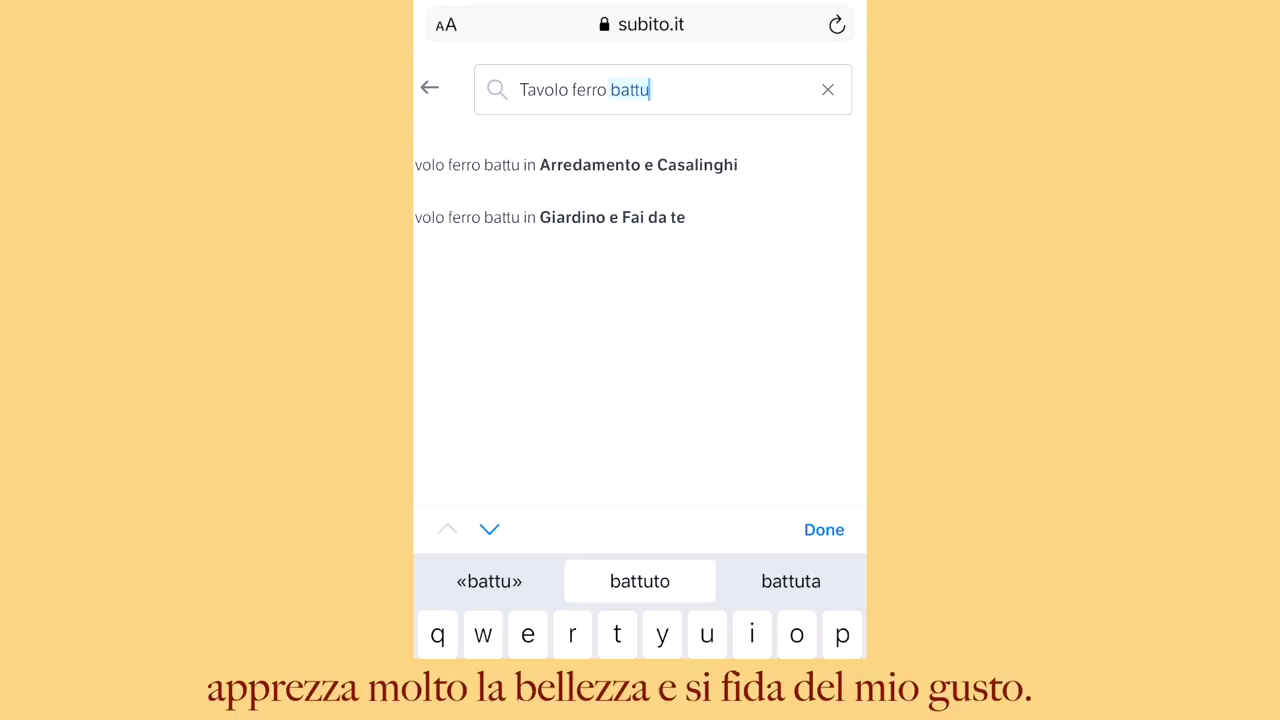 AA subito.it
Tavolo ferro battu
volo ferro battu in Arredamento e Casalinghi
volo ferro battu in Giardino e Fai da te
Done
«battu» battuto battuta
q w e r t y u i o p
apprezza molto la bellezza e si fida del mio gusto.